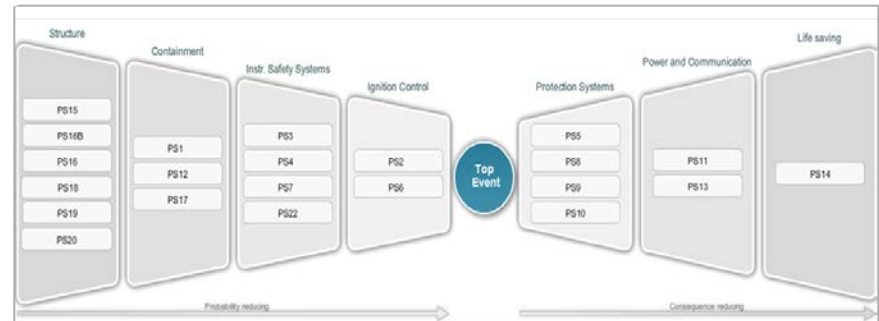 Structure
Containment
Instr. Safety Systems
Ignition Control
Protection Systems
Power and Communication
Life saving
PS15
PS18B
PS16
PS18
PS19
PS20
PS1
PS12
PS17
PS3
PS4
PS7
PS22
PS2
PS6
Top
Event
PS5
PS8
PS9
PS10
PS11
PS13
PS14
Probability reducing
Consequence reducing